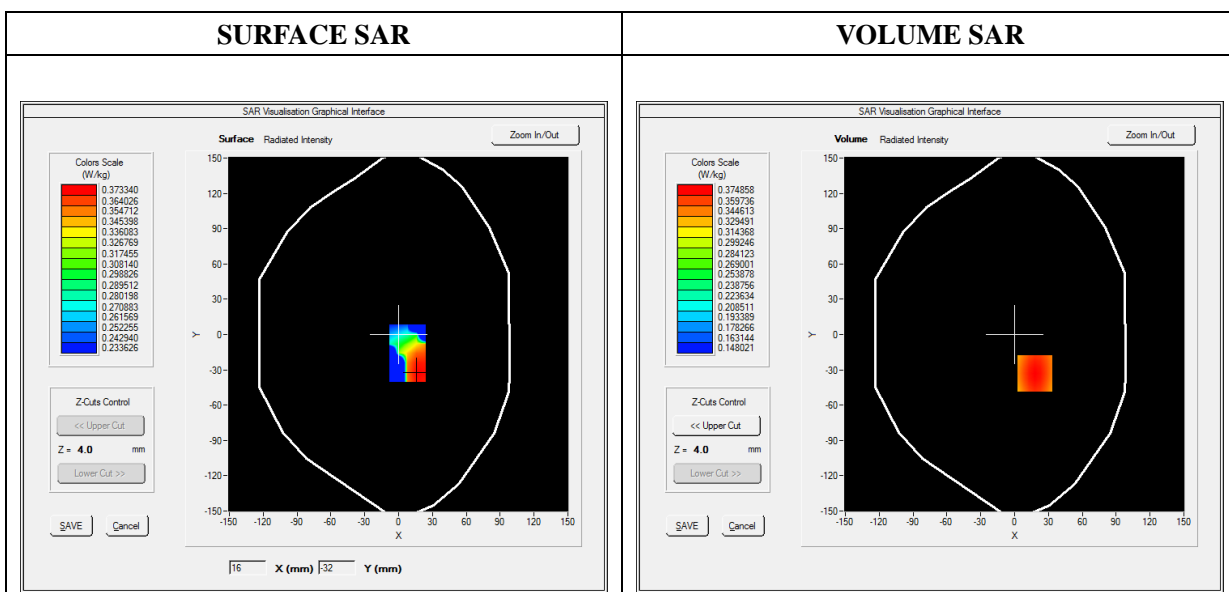 SURFACE SAR
VOLUME SAR
SAR Visualisation Graphical Interface
Surface Radiated Intensity
Zoom In/Out
Colors Scale
(W/kg)
0.373340
0.364026
0.354712
0.345398
0.336083
0.326769
0.317455
0.308140
0.298826
0.289512
0.280198
0.270883
0.261569
0.252255
0.242940
0.233626
150
120
90
60
30
0
-30
-60
-90
-120
-150
Y
-150 -120 -90 -60 -30 0 30 60 90 120 150
X
Z-Cuts Control
<< Upper Cut
Z = 4.0 mm
Lower Cut >>
SAVE Cancel
16 X (mm) -32 Y (mm)
SAR Visualisation Graphical Interface
Volume Radiated Intensity
Zoom In/Out
Colors Scale
(W/kg)
0.374858
0.359736
0.344613
0.329491
0.314368
0.299246
0.284123
0.269001
0.253878
0.238756
0.223634
0.208511
0.193389
0.178266
0.163144
0.148021
150
120
90
60
30
0
-30
-60
-90
-120
-150
Y
-150 -120 -90 -60 -30 0 30 60 90 120 150
X
Z-Cuts Control
<< Upper Cut
Z = 4.0 mm
Lower Cut >>
SAVE Cancel